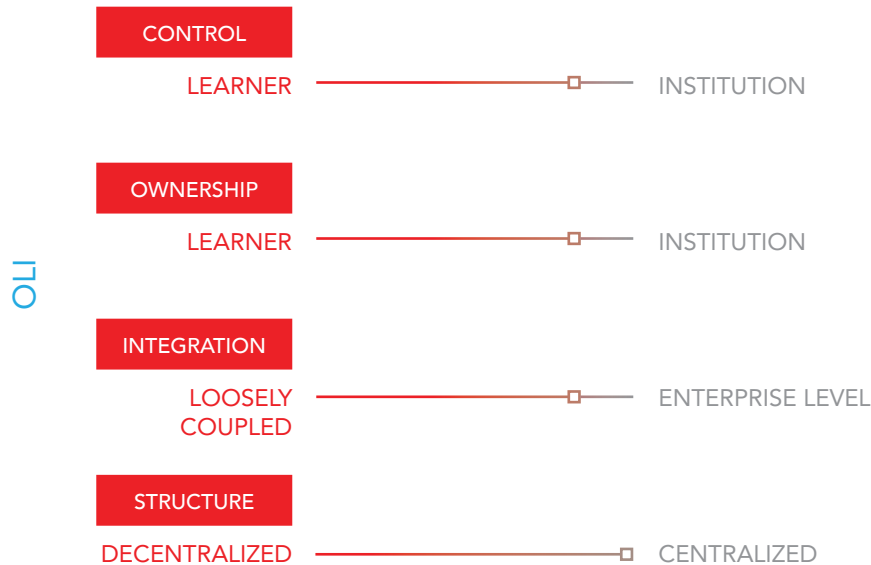 OLI
CONTROL
LEARNER
INSTITUTION
OWNERSHIP
LEARNER
INSTITUTION
INTEGRATION
LOOSELY
COUPLED
ENTERPRISE LEVEL
STRUCTURE
DECENTRALIZED
CENTRALIZED